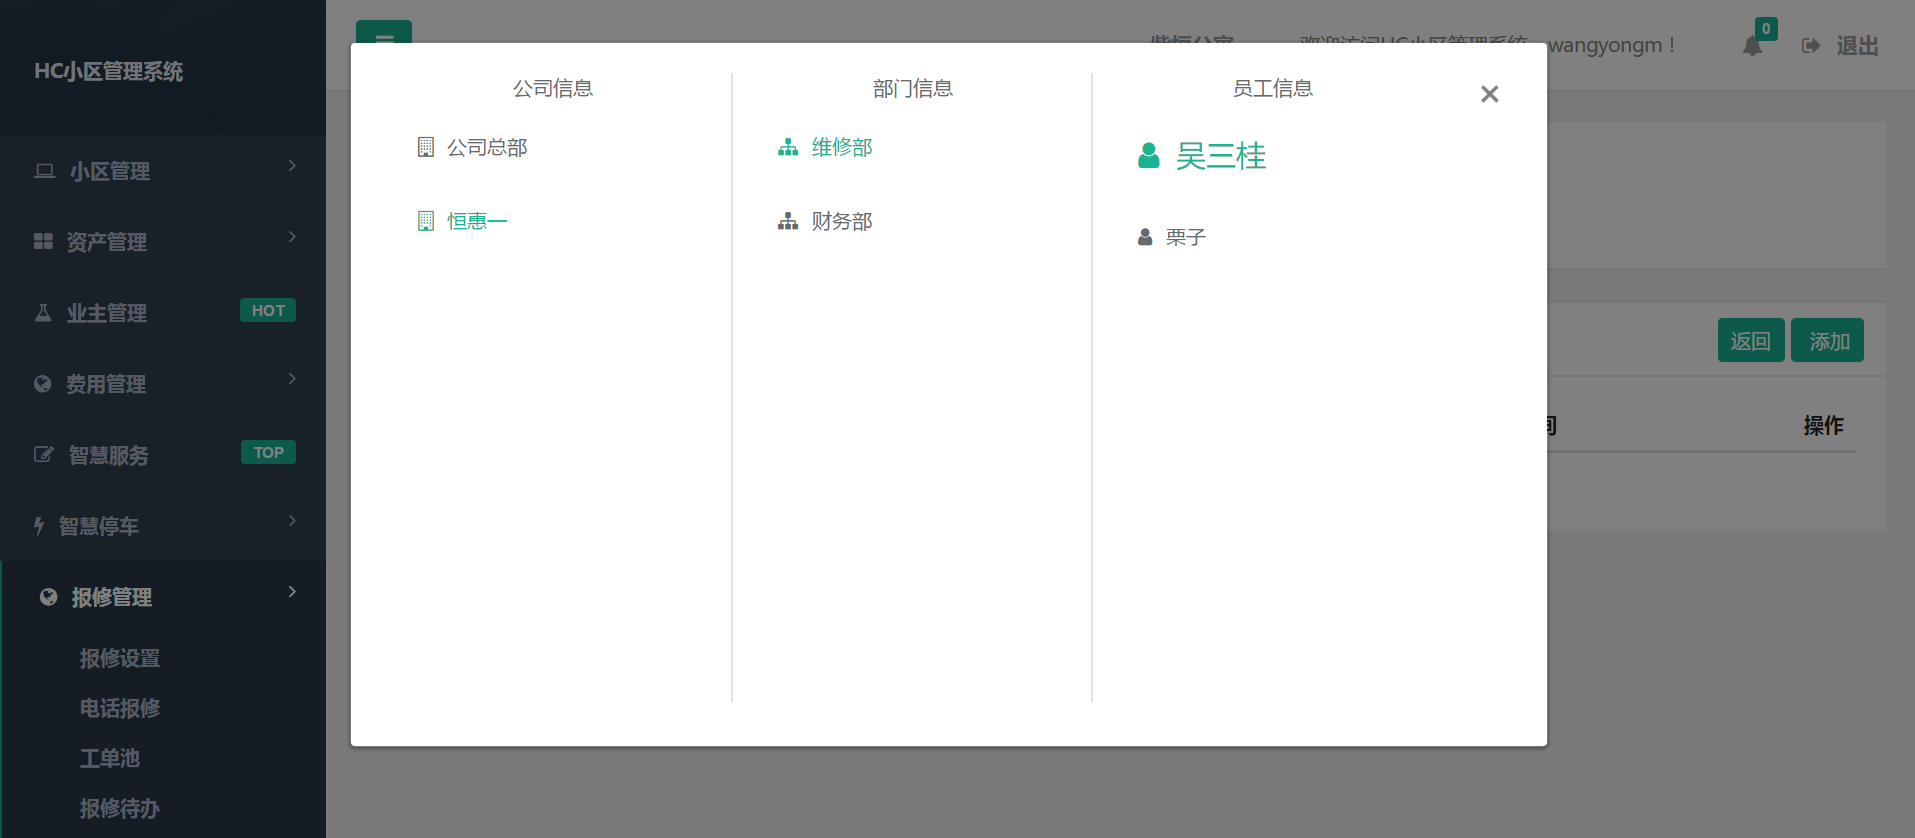 HC小区管理系统
小区管理
资产管理
业主管理 HOT
费用管理
智慧服务 TOP
智慧停车
报修管理
报修设置
电话报修
工单池
报修待办
wangyongm！
0
退出
公司信息
公司总部
恒惠一
部门信息
维修部
财务部
员工信息
×
吴三桂
栗子
返回 添加
操作